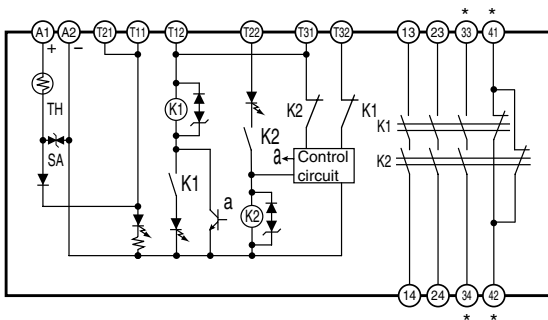 * *
A1 A2 T21 T11 T12 T22 T31 T32 13 23 33 41
+ −
TH
SA
K1
K2
K2 K1
a
Control
circuit
K1
a
K2
K1
K2
14 24 34 42
* *